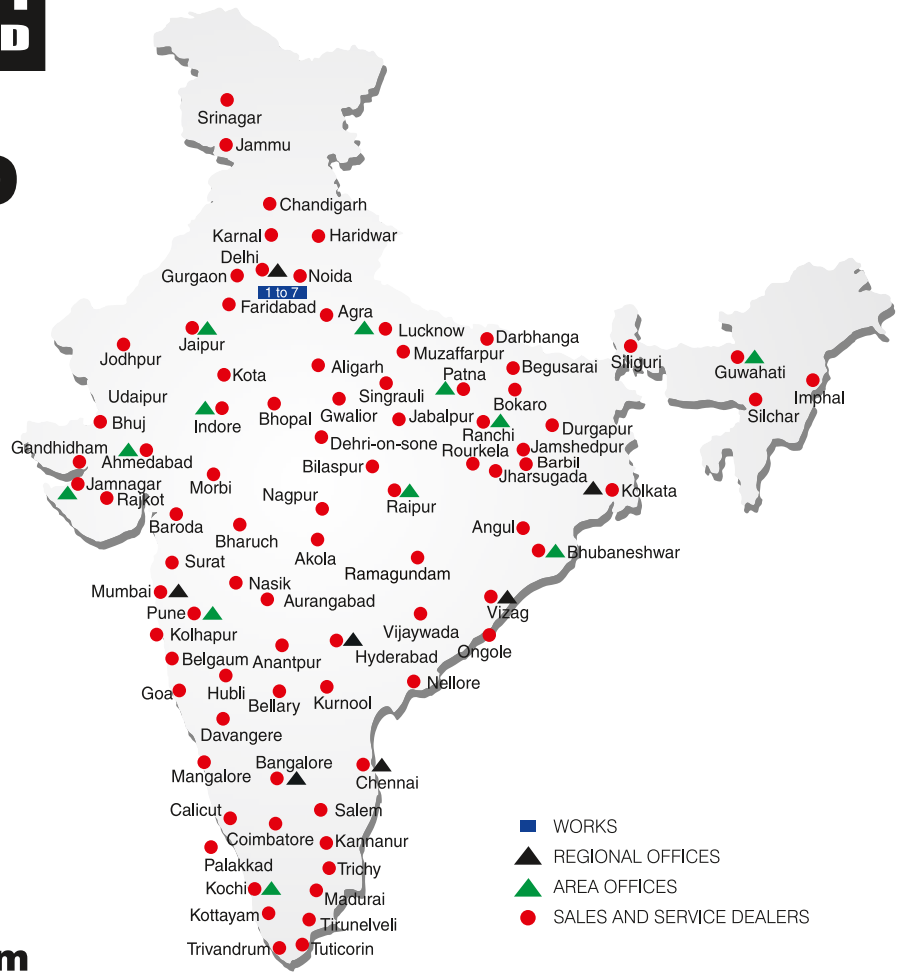 D
Srinagar
Jammu
Chandigarh
Karnal
Haridwar
Delhi
Gurgaon
Noida
1 to 7
Faridabad
Agra
Jaipur
Lucknow
Darbhanga
Jodhpur
Muzaffarpur
Siliguri
Aligarh
Begusarai
Guwahati
Kota
Patna
Singrauli
Imphal
Udaipur
Bokaro
Bhopal
Gwalior
Jabalpur
Silchar
Bhuj
Indore
Ranchi
Durgapur
Dehri-on-sone
Gandhidham
Ahmedabad
Rourkela
Jamshedpur
Bilaspur
Barbil
Jharsugada
Jamnagar
Morbi
Kolkata
Rajkot
Nagpur
Raipur
Baroda
Bharuch
Angul
Akola
Bhubaneshwar
Surat
Ramagundam
Nasik
Mumbai
Aurangabad
Pune
Vizag
Kolhapur
Vijaywada
Ongole
Belgaum
Anantpur
Hyderabad
Goa
Hubli
Bellary
Kurnool
Nellore
Davangere
Mangalore
Bangalore
Chennai
Calicut
Salem
Coimbatore
Kannanur
Palakkad
Trichy
Kochi
Madurai
Kottayam
Tirunelveli
Trivandrum
Tuticorin
WORKS
REGIONAL OFFICES
AREA OFFICES
SALES AND SERVICE DEALERS
m